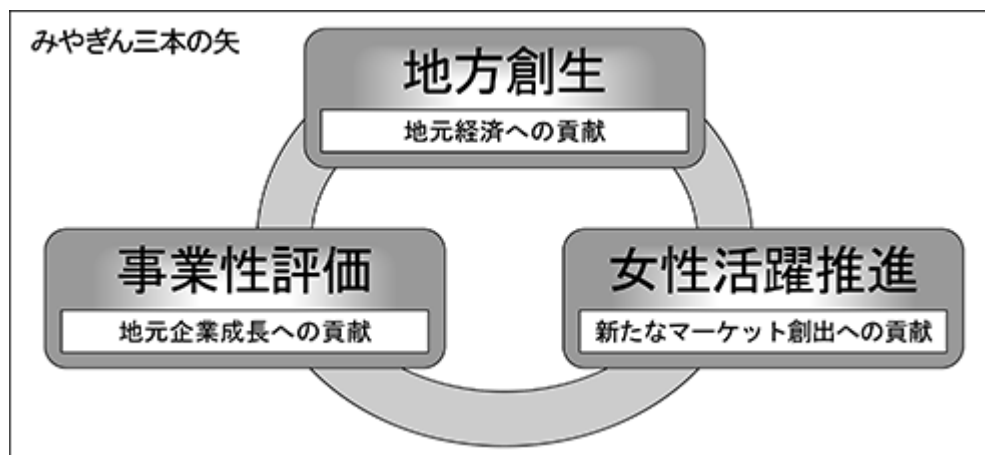 みやぎん三本の矢
地方創生
地元経済への貢献
事業性評価
地元企業成長への貢献
女性活躍推進
新たなマーケット創出への貢献